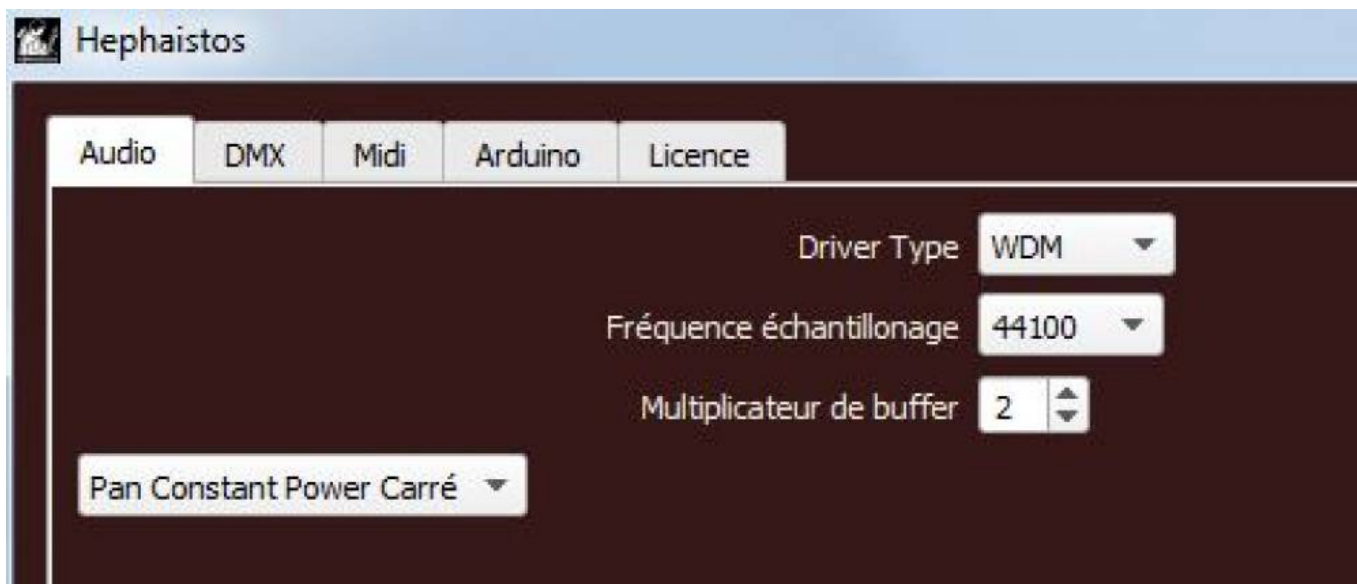 Hephaistos
Audio DMX Midi Arduino Licence
Driver Type WDM
Fréquence échantillonage 44100
Multiplicateur de buffer 2
Pan Constant Power Carré